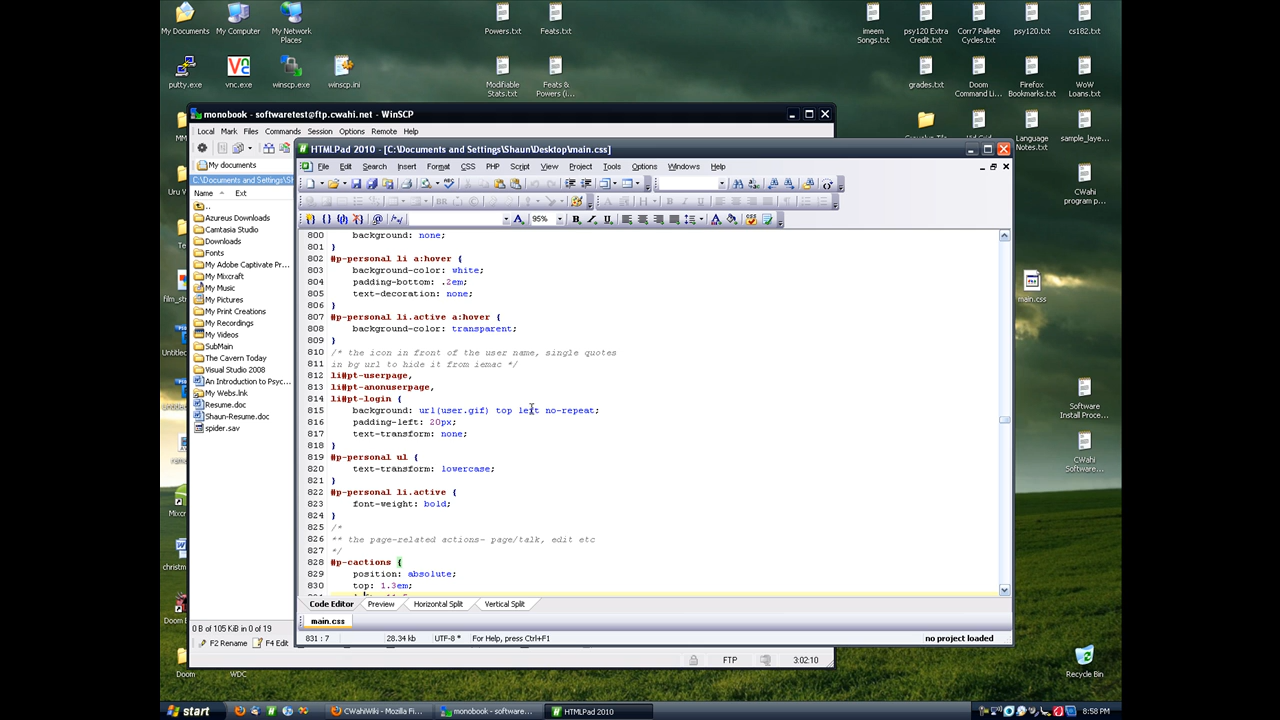 My Documents
My Computer
My Network
Places
Powers.txt
Feats.txt
imeem
Songs.txt
psy120 Extra
Credit.txt
Corr7 Pallete
Cycles.txt
psy120.txt
cs182.txt
putty.exe
vnc.exe
winscp.exe
winscp.ini
Modifiable
Stats.txt
Feats &
Powers (i...
grades.txt
Doom
Command Li...
Firefox
Bookmarks.txt
WoW
Loans.txt
monobook - softwaretest@ftp.cwahi.net - WinSCP
Local Mark Files Commands Session Options Remote Help
My documents
C:\Documents and Settings\Sh
Name Ext
..
Azureus Downloads
Camtasia Studio
Downloads
Fonts
My Adobe Captivate Pr...
My Mixcraft
My Music
My Pictures
My Print Creations
My Recordings
My Videos
SubMain
The Cavern Today
Visual Studio 2008
An Introduction to Psyc...
My Webs.lnk
Resume.doc
Shaun-Resume.doc
spider.sav
0 B of 105 KiB in 0 of 19
F2 Rename F4 Edit
FTP 3:02:10
HTMLPad 2010 - [C:\Documents and Settings\Shaun\Desktop\main.css]
File Edit Search Insert Format CSS PHP Script View Project Tools Options Windows Help
95%
800 background: none;
801 }
802 #p-personal li a:hover {
803 background-color: white;
804 padding-bottom: .2em;
805 text-decoration: none;
806 }
807 #p-personal li.active a:hover {
808 background-color: transparent;
809 }
810 /* the icon in front of the user name, single quotes
811 in bg url to hide it from iemac */
812 li#pt-userpage,
813 li#pt-anonuserpage,
814 li#pt-login {
815 background: url(user.gif) top left no-repeat;
816 padding-left: 20px;
817 text-transform: none;
818 }
819 #p-personal ul {
820 text-transform: lowercase;
821 }
822 #p-personal li.active {
823 font-weight: bold;
824 }
825 /*
826 ** the page-related actions- page/talk, edit etc
827 */
828 #p-cactions {
829 position: absolute;
830 top: 1.3em;
Code Editor Preview Horizontal Split Vertical Split
main.css
831 : 7 28.34 kb UTF-8 * For Help, press Ctrl+F1 no project loaded
Language
Notes.txt
sample_laye...
CWahi
program p...
main.css
Software
Install Proce...
CWahi
Software...
Recycle Bin
Doom
WDC
start
CWahiWiki - Mozilla Fi...
monobook - software...
HTMLPad 2010
8:58 PM